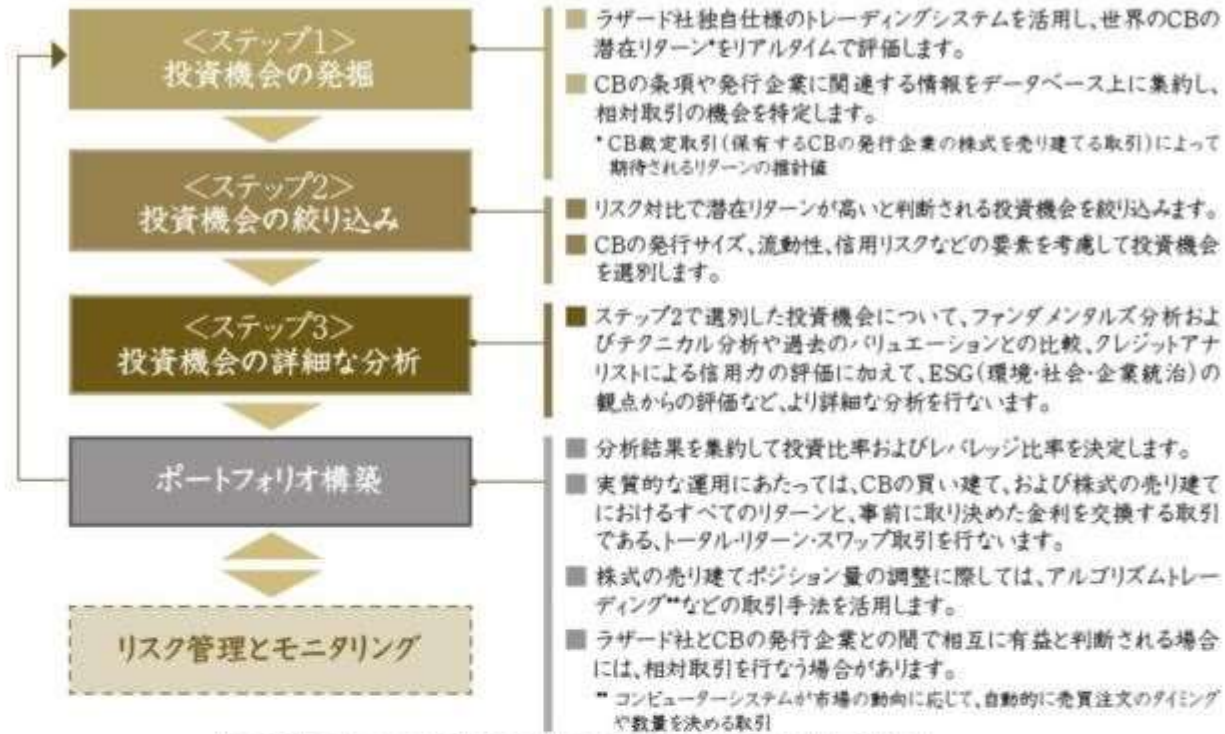 <ステップ1>
投資機会の発掘
ラザード社独自仕様のトレーディングシステムを活用し、世界のCBの
潜在リターン*をリアルタイムで評価します。
CBの条項や発行企業に関連する情報をデータベース上に集約し、
相対取引の機会を特定します。
*CB裁定取引(保有するCBの発行企業の株式を売り建てる取引)によって
期待されるリターンの推計値
<ステップ2>
投資機会の絞り込み
リスク対比で潜在リターンが高いと判断される投資機会を絞り込みます。
CBの発行サイズ、流動性、信用リスクなどの要素を考慮して投資機会
を選別します。
<ステップ3>
投資機会の詳細な分析
ステップ2で選別した投資機会について、ファンダメンタルズ分析およ
びテクニカル分析や過去のバリュエーションとの比較、クレジットアナ
リストによる信用力の評価に加えて、ESG(環境・社会・企業統治)の
観点からの評価など、より詳細な分析を行ないます。
ポートフォリオ構築
分析結果を集約して投資比率およびレバレッジ比率を決定します。
実質的な運用にあたっては、CBの買い建て、および株式の売り建て
におけるすべてのリターンと、事前に取り決めた金利を交換する取引
である、トータル・リターン・スワップ取引を行ないます。
株式の売り建てポジション量の調整に際しては、アルゴリズムトレー
ディング**などの取引手法を活用します。
ラザード社とCBの発行企業との間で相互に有益と判断される場合
には、相対取引を行なう場合があります。
**コンピューターシステムが市場の動向に応じて、自動的に売買注文のタイミング
や数量を決める取引
リスク管理とモニタリング